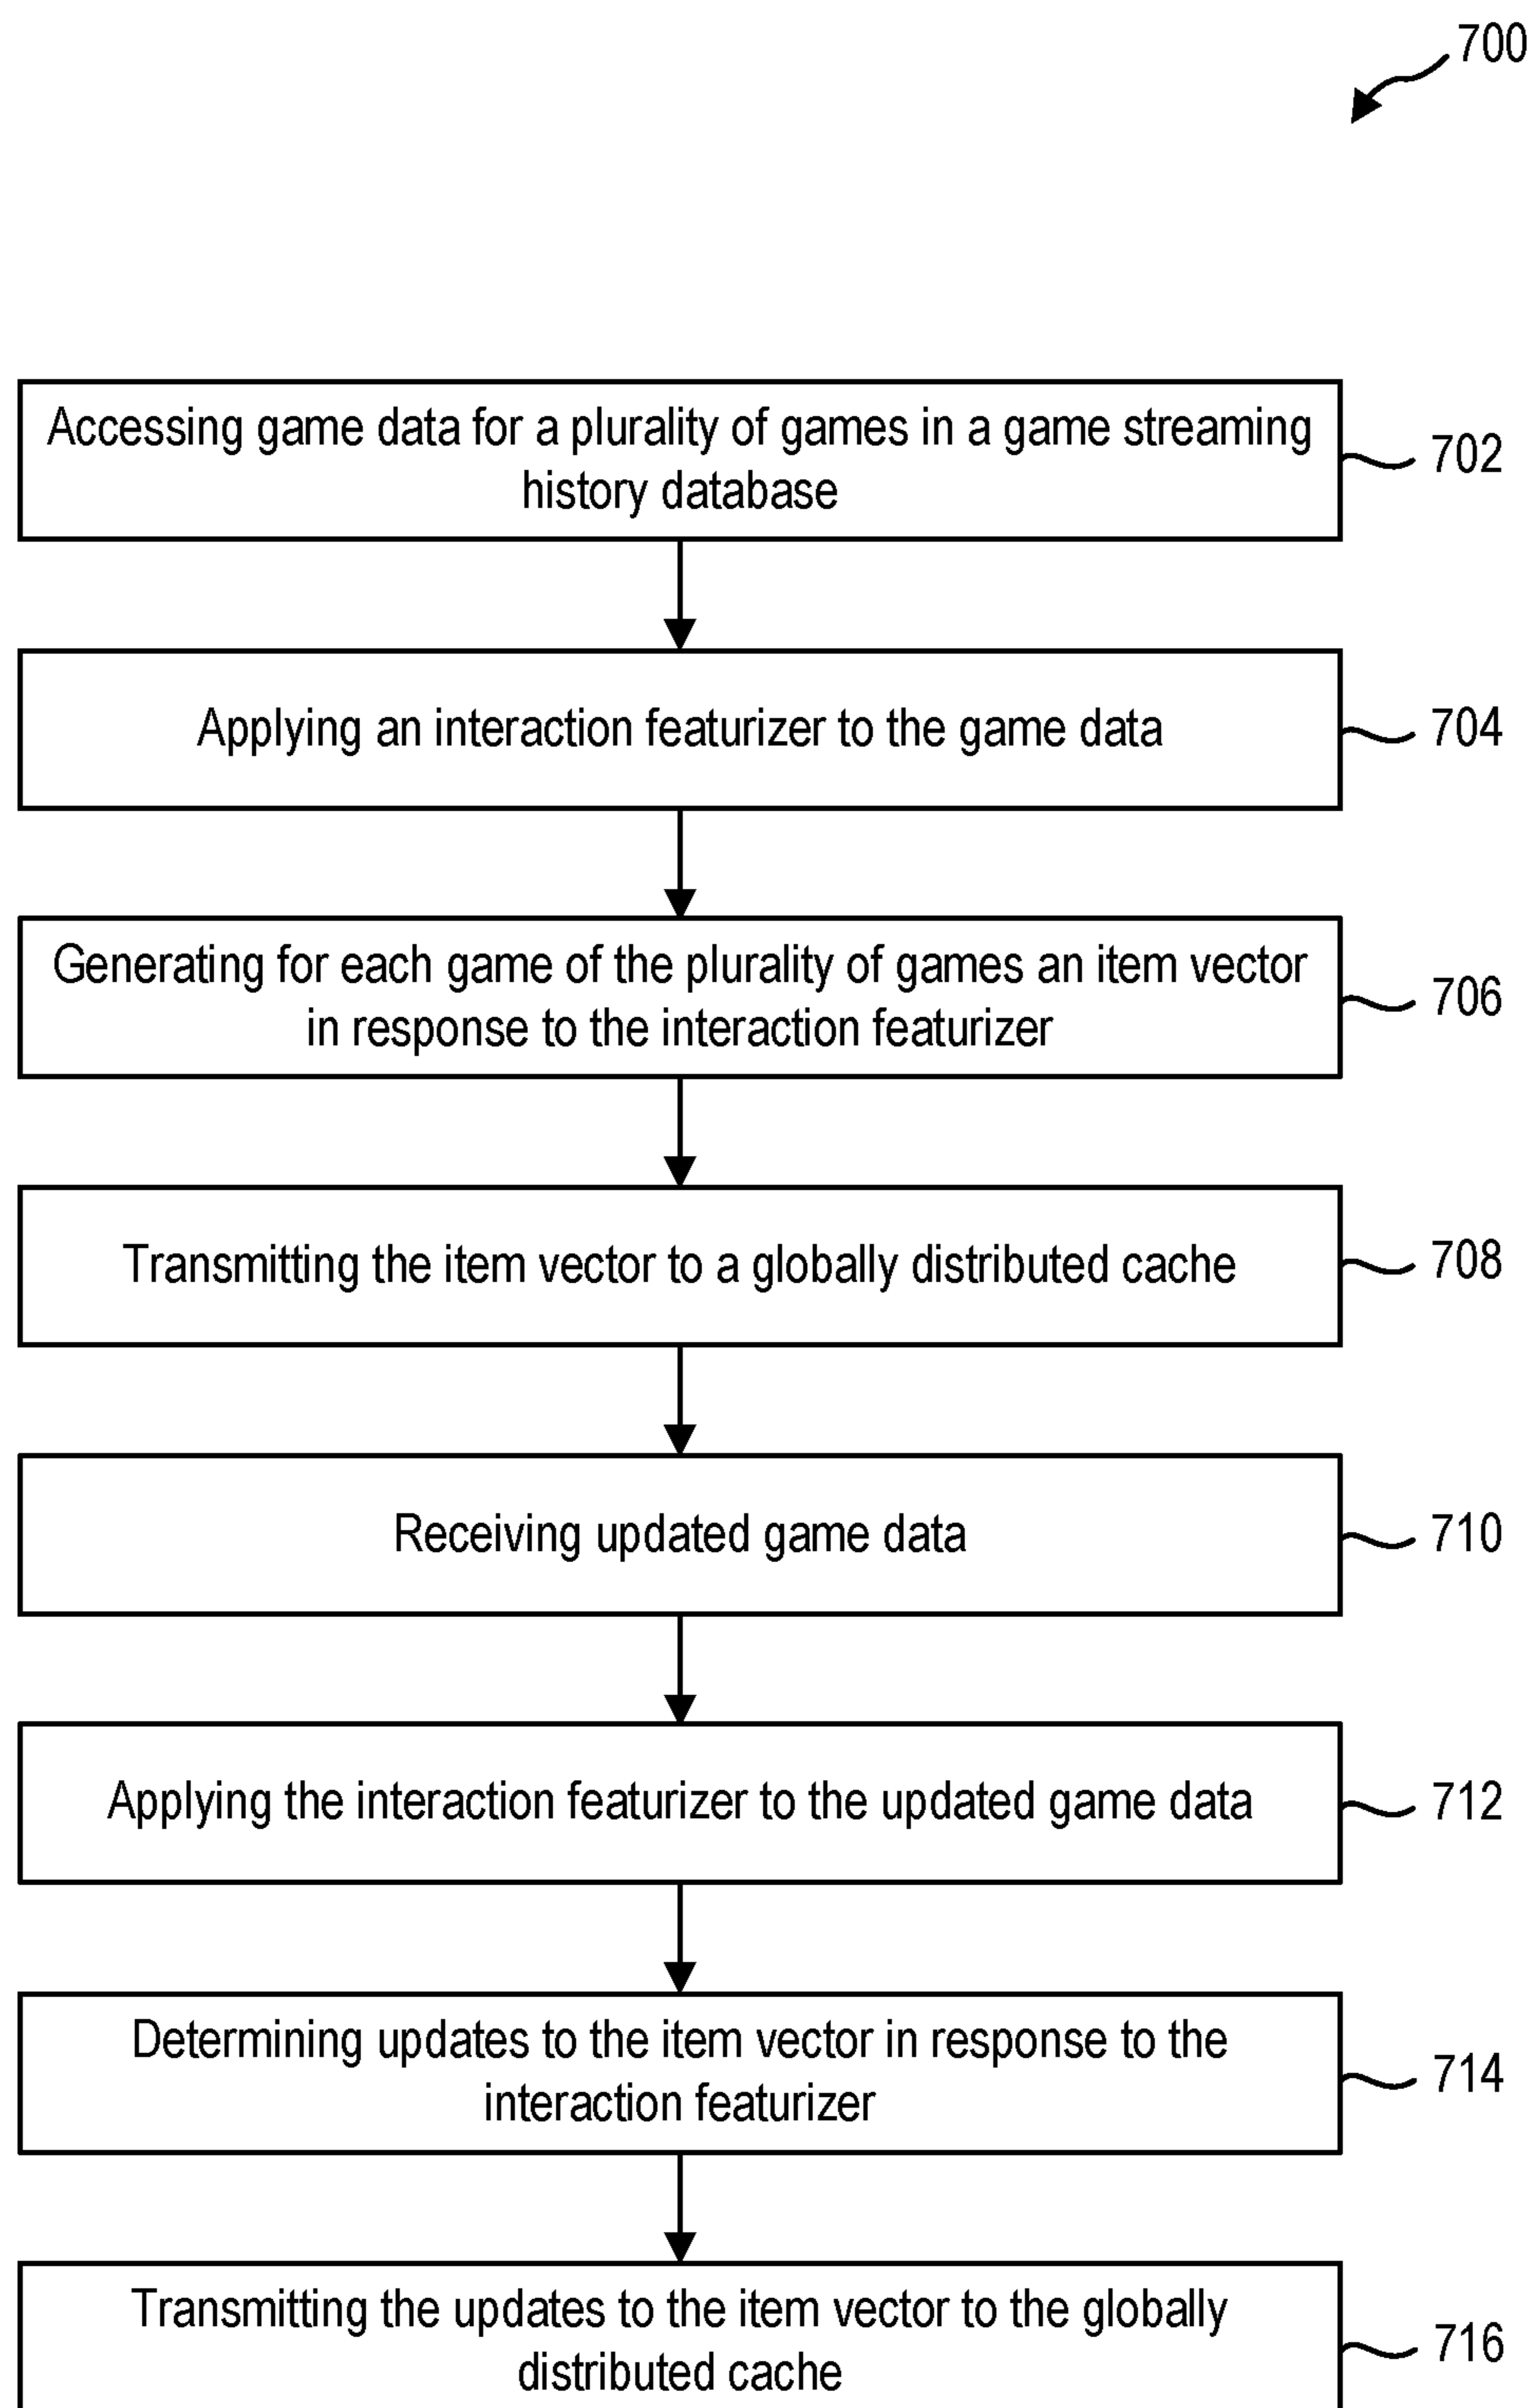 700
Accessing game data for a plurality of games in a game streaming
history database
702
Applying an interaction featurizer to the game data
704
Generating for each game of the plurality of games an item vector
in response to the interaction featurizer
706
Transmitting the item vector to a globally distributed cache
708
Receiving updated game data
710
Applying the interaction featurizer to the updated game data
712
Determining updates to the item vector in response to the
interaction featurizer
714
Transmitting the updates to the item vector to the globally
distributed cache
716